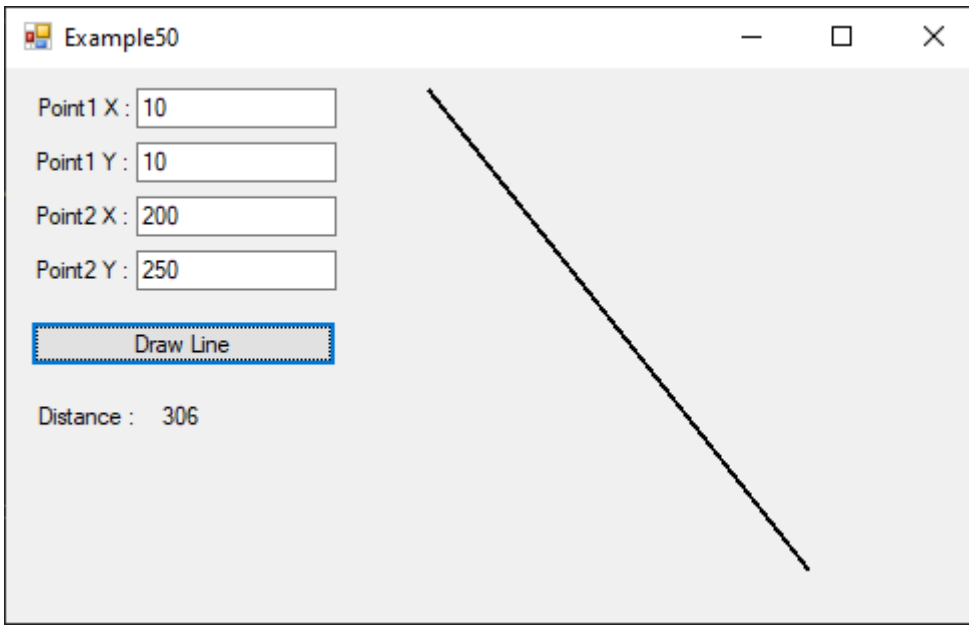 Example50
Point1 X : 10
Point1 Y : 10
Point2 X : 200
Point2 Y : 250
Draw Line
Distance : 306